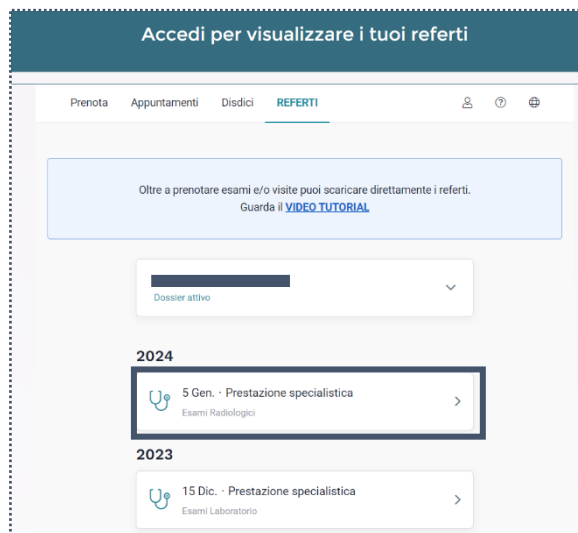 Accedi per visualizzare i tuoi referti
Prenota Appuntamenti Disdici REFERTI
Oltre a prenotare esami e/o visite puoi scaricare direttamente i referti.
Guarda il VIDEO TUTORIAL
Dossier attivo
2024
5 Gen. · Prestazione specialistica
Esami Radiologici
2023
15 Dic. · Prestazione specialistica
Esami Laboratorio